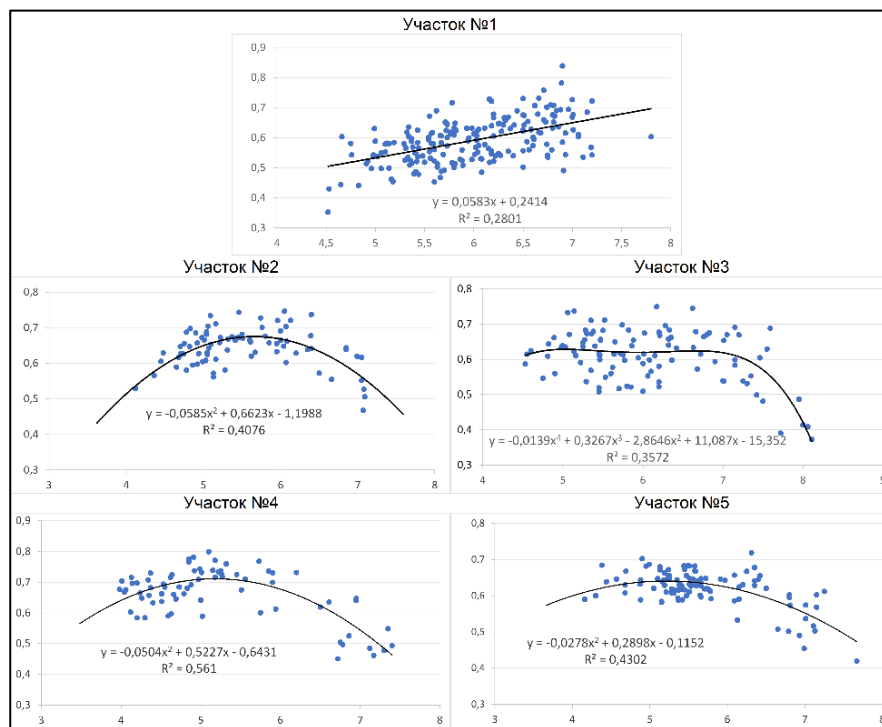 Участок №1
0,9
0,8
0,7
0,6
0,5
0,4
0,3
y = 0,0583x + 0,2414
R² = 0,2801
4 4,5 5 5,5 6 6,5 7 7,5 8
Участок №2
0,8
0,7
0,6
0,5
0,4
0,3
y = -0,0585x² + 0,6623x - 1,1988
R² = 0,4076
3 4 5 6 7 8
Участок №3
0,8
0,7
0,6
0,5
0,4
0,3
y = -0,0139x⁴ + 0,3267x³ - 2,8646x² + 11,087x - 15,352
R² = 0,3572
4 5 6 7 8 9
Участок №4
0,9
0,8
0,7
0,6
0,5
0,4
0,3
y = -0,0504x² + 0,5227x - 0,6431
R² = 0,561
3 4 5 6 7 8
Участок №5
0,8
0,7
0,6
0,5
0,4
0,3
y = -0,0278x² + 0,2898x - 0,1152
R² = 0,4302
3 4 5 6 7 8